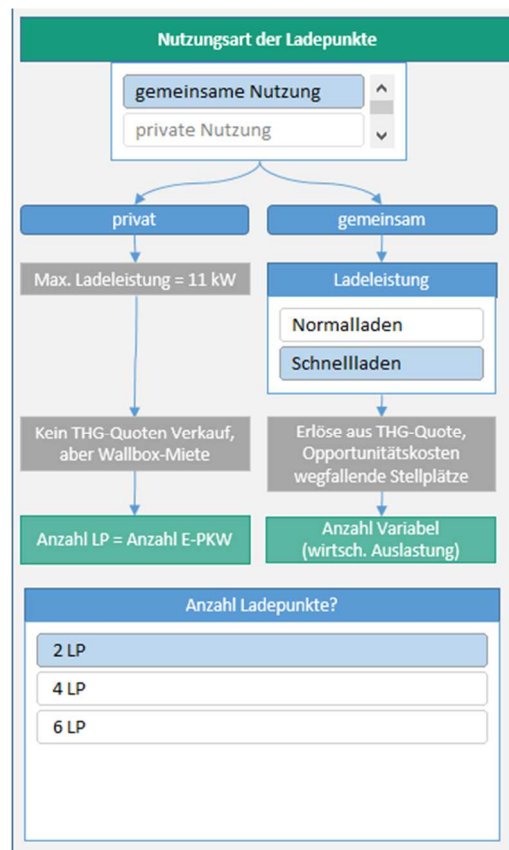 Nutzungsart der Ladepunkte
gemeinsame Nutzung
private Nutzung
privat
gemeinsam
Max. Ladeleistung = 11 kW
Ladeleistung
Normalladen
Schnellladen
Kein THG-Quoten Verkauf,
aber Wallbox-Miete
Erlöse aus THG-Quote,
Opportunitätskosten
wegfallende Stellplätze
Anzahl LP = Anzahl E-PKW
Anzahl Variabel
(wirtsch. Auslastung)
Anzahl Ladepunkte?
2 LP
4 LP
6 LP